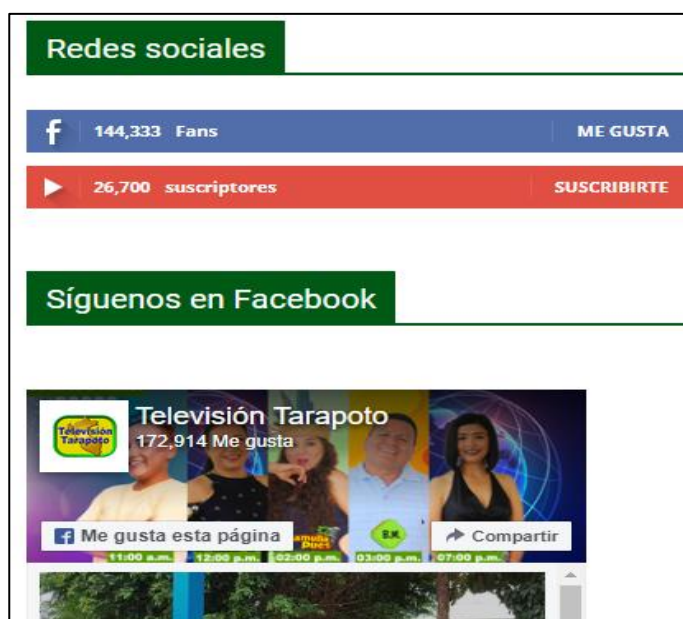 Redes sociales
144,333 Fans ME GUSTA
26,700 suscriptores SUSCRIBIRTE
Síguenos en Facebook
Televisión Tarapoto
172,914 Me gusta
Televisión
Tarapoto
Me gusta esta página
Compartir
B.M.
11:00 a.m. 12:00 p.m. 02:00 p.m. 03:00 p.m. 07:00 p.m.